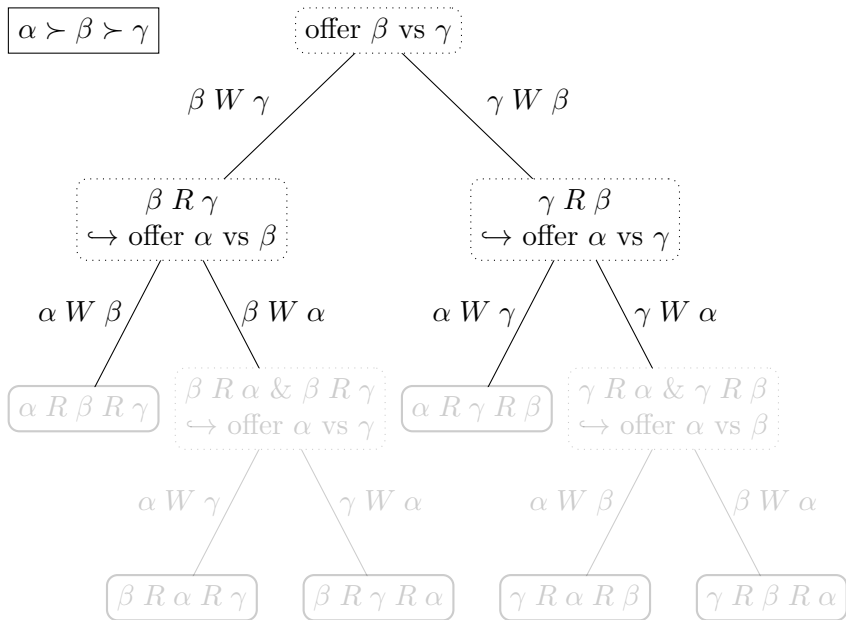 α ≻ β ≻ γ
offer β vs γ
β W γ
γ W β
β R γ
↪ offer α vs β
γ R β
↪ offer α vs γ
α W β
β W α
α W γ
γ W α
α R β R γ
β R α & β R γ
↪ offer α vs γ
α R γ R β
γ R α & γ R β
↪ offer α vs β
α W γ
γ W α
α W β
β W α
β R α R γ
β R γ R α
γ R α R β
γ R β R α